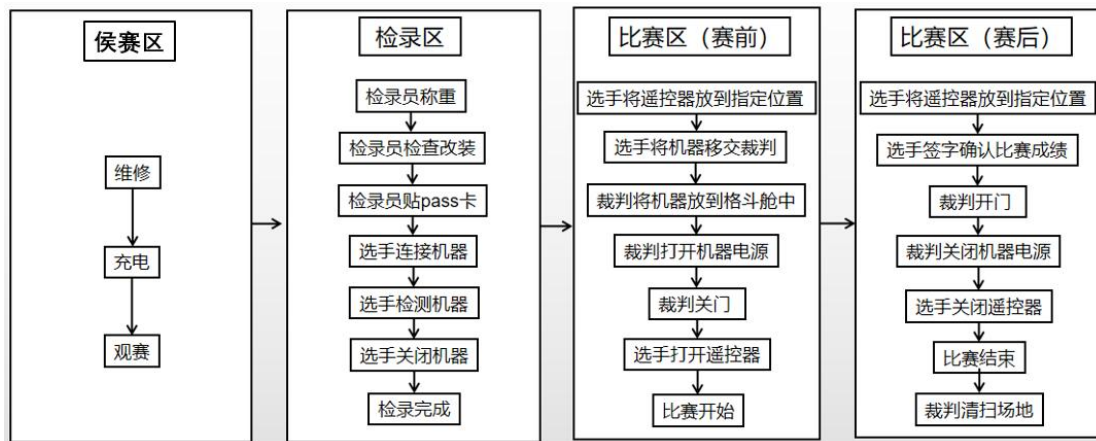 侯赛区
维修
充电
观赛
检录区
检录员称重
检录员检查改装
检录员贴pass卡
选手连接机器
选手检测机器
选手关闭机器
检录完成
比赛区（赛前）
选手将遥控器放到指定位置
选手将机器移交裁判
裁判将机器放到格斗舱中
裁判打开机器电源
裁判关门
选手打开遥控器
比赛开始
比赛区（赛后）
选手将遥控器放到指定位置
选手签字确认比赛成绩
裁判开门
裁判关闭机器电源
选手关闭遥控器
比赛结束
裁判清扫场地